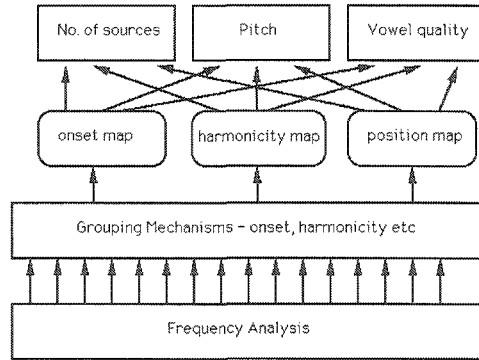 No. of sources
Pitch
Vowel quality
onset map
harmonicity map
position map
Grouping Mechanisms - onset, harmonicity etc
Frequency Analysis